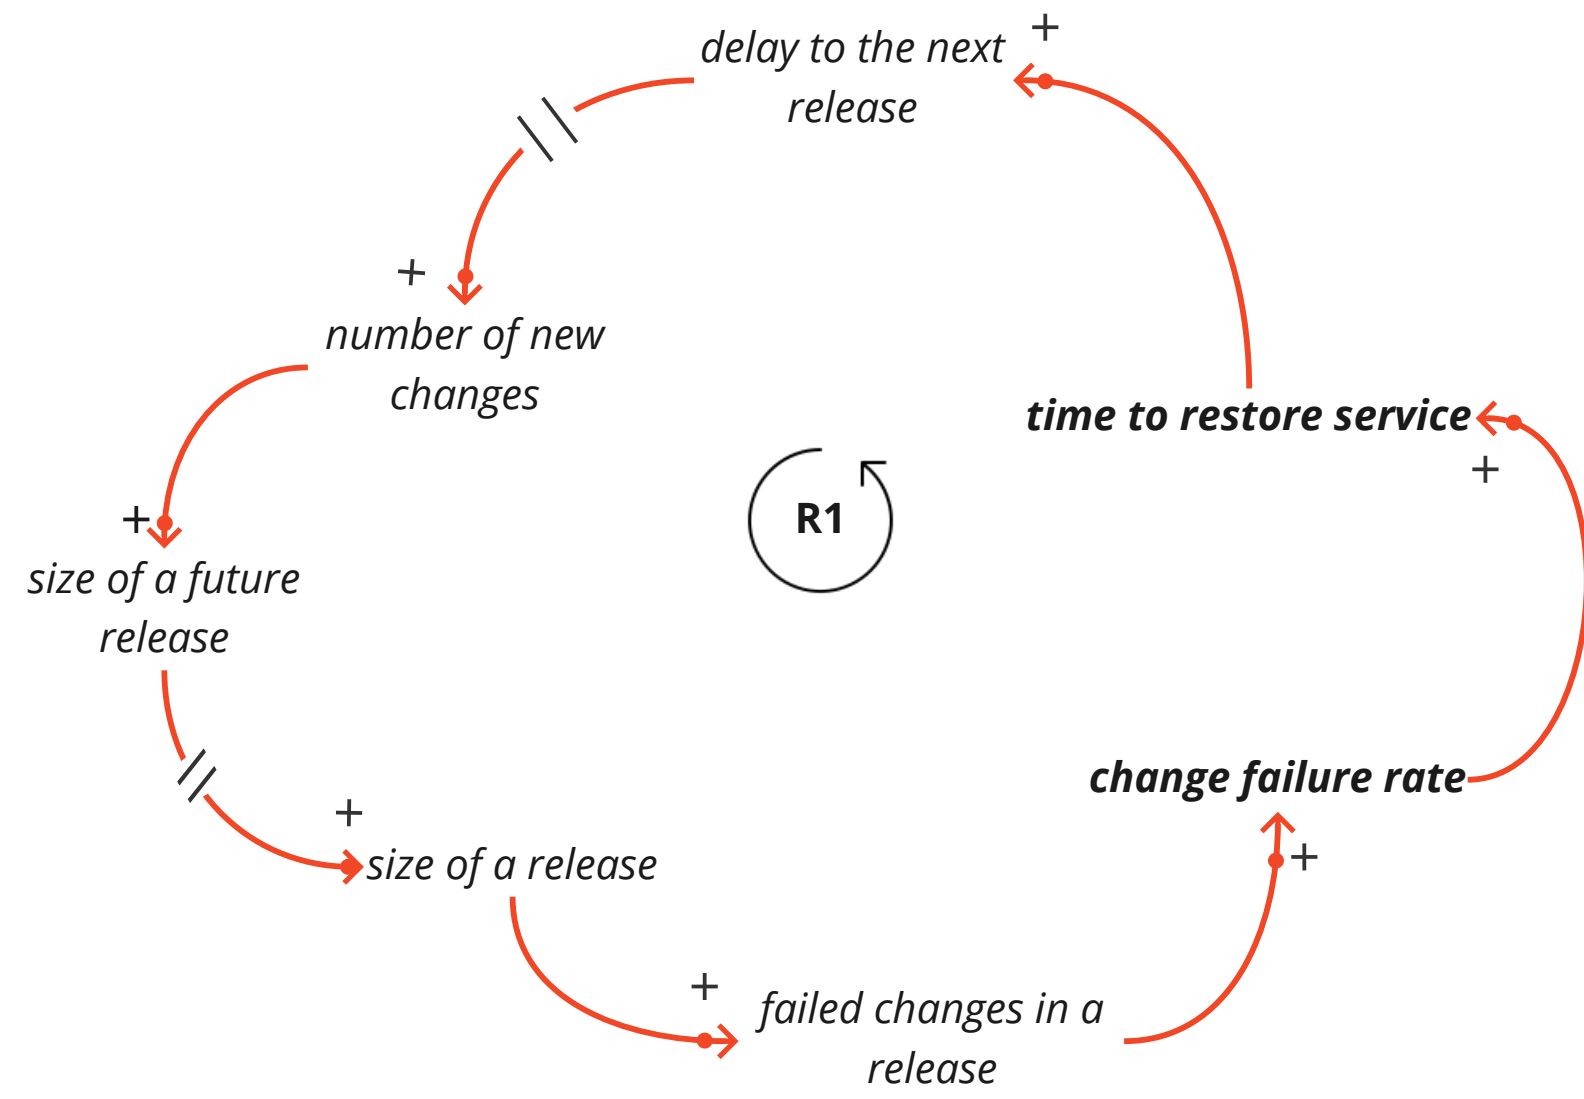 +
delay to the next
release
+
number of new
changes
time to restore service
+
R1
+
size of a future
release
change failure rate
+
+
size of a release
+
failed changes in a
release